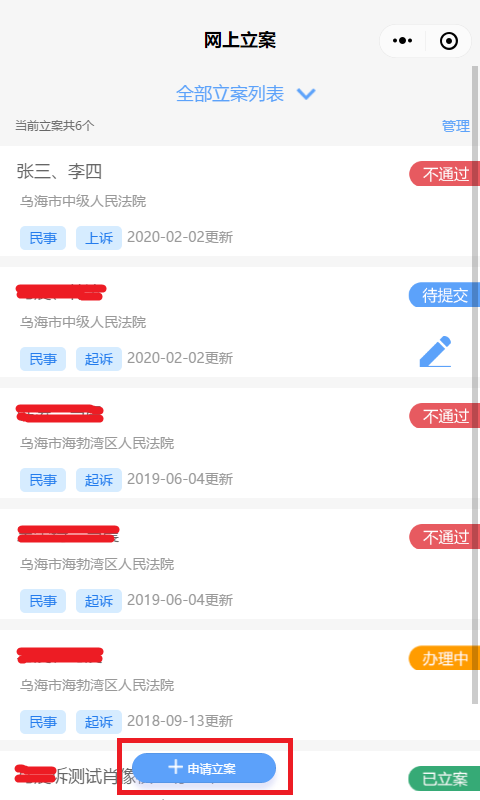 网上立案
全部立案列表
当前立案共6个 管理
张三、李四 不通过
乌海市中级人民法院
民事 上诉 2020-02-02更新
待提交
乌海市中级人民法院
民事 起诉 2020-02-02更新
不通过
乌海市海勃湾区人民法院
民事 起诉 2019-06-04更新
不通过
乌海市海勃湾区人民法院
民事 起诉 2019-06-04更新
办理中
乌海市海勃湾区人民法院
民事 起诉 2018-09-13更新
诉测试肖像 已立案
申请立案